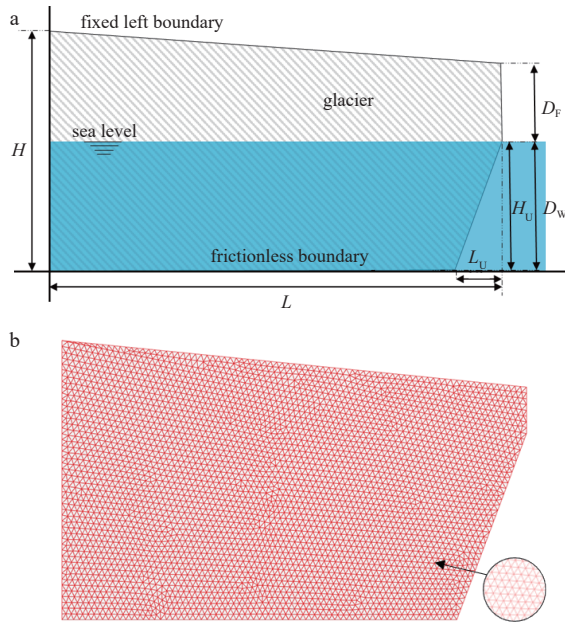 a
fixed left boundary
glacier
D_F
sea level
H
H_U
D_W
frictionless boundary
L_U
L
b